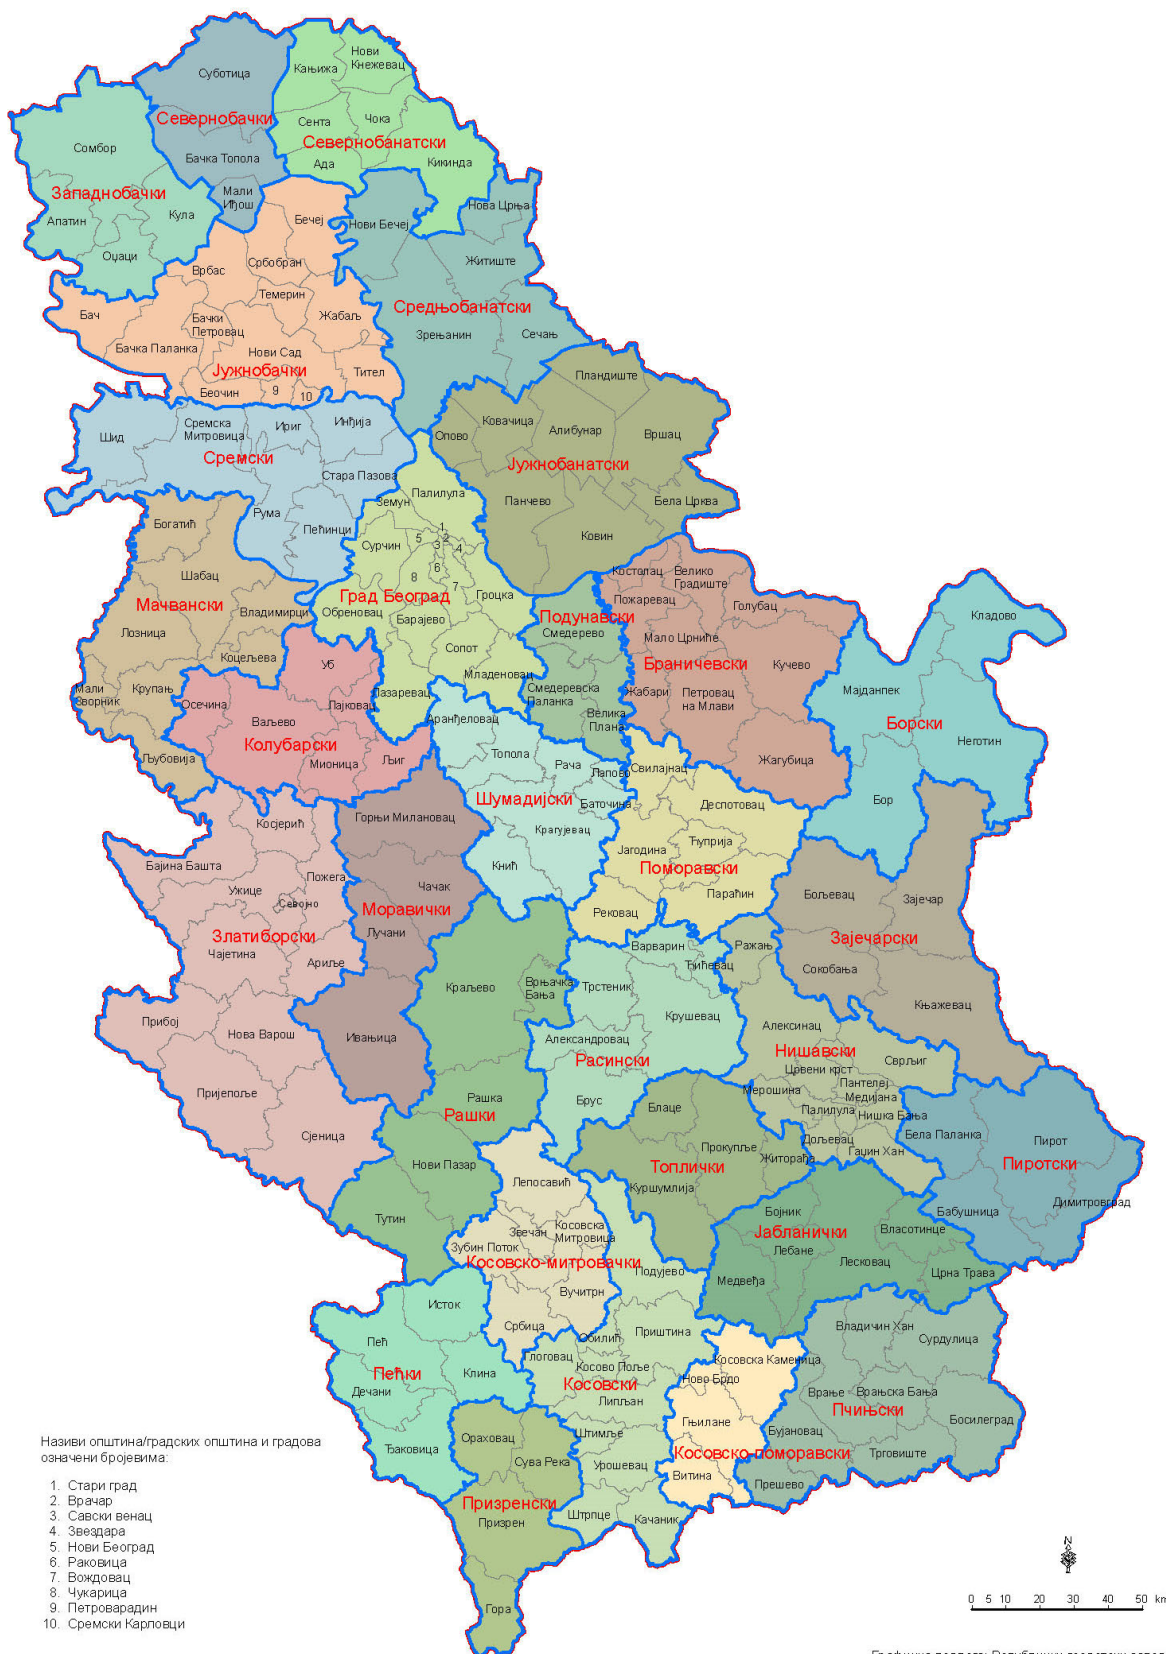 Суботица
Кањижа
Нови
Кнежевац
Севернобачки
Сента
Чока
Севернобанатски
Сомбор
Бачка Топола
Ада
Кикинда
Западнобачки
Мали
Иђош
Апатин
Кула
Бечеј
Нови Бечеј
Нова Црња
Оџаци
Врбас
Србобран
Житиште
Темерин
Средњобанатски
Бач
Бачки
Петровац
Жабаљ
Зрењанин
Сечањ
Бачка Паланка
Нови Сад
Јужнобачки
Тител
Пландиште
Беочин
9
10
Шид
Сремска
Митровица
Ириг
Инђија
Опово
Ковачица
Алибунар
Вршац
Сремски
Јужнобанатски
Стара Пазова
Палилула
Земун
Панчево
Бела Црква
Рума
Пећинци
Богатић
Ковин
1
2
3
4
5
6
7
8
Сурчин
Шабац
Мачвански
Владимирци
Град Београд
Гроцка
Обреновац
Барајево
Лозница
Коцељева
Сопот
Младеновац
Подунавски
Смедерево
Костолац
Велико
Градиште
Пожаревац
Голубац
Кладово
Мало Црниће
Браничевски
Кучево
Уб
Мали
Зворник
Крупањ
Осечина
Лајковац
Лазаревац
Смедеревска
Паланка
Жабари
Петровац
на Млави
Мајданпек
Ваљево
Колубарски
Аранђеловац
Велика
Плана
Борски
Неготин
Љубовија
Мионица
Љиг
Топола
Рача
Лапово
Свилајнац
Жагубица
Шумадијски
Баточина
Деспотовац
Бор
Косјерић
Горњи Милановац
Крагујевац
Ћуприја
Бајина Башта
Јагодина
Кнић
Поморавски
Ужице
Пожега
Чачак
Параћин
Бољевац
Зајечар
Севојно
Моравички
Рековац
Златиборски
Лучани
Зајечарски
Чајетина
Ариље
Варварин
Ражањ
Ћићевац
Сокобања
Краљево
Врњачка
Бања
Трстеник
Књажевац
Прибој
Нова Варош
Ивањица
Крушевац
Алексинац
Александровац
Расински
Нишавски
Сврљиг
Црвени крст
Пантелеј
Медијана
Мерошина
Пријепоље
Рашка
Рашки
Брус
Блаце
Палилула
Нишка Бања
Сјеница
Прокупље
Дољевац
Гаџин Хан
Бела Паланка
Пирот
Нови Пазар
Топлички
Житорађа
Пиротски
Куршумлија
Лепосавић
Димитровград
Тутин
Бојник
Бабушница
Звечан
Косовска
Митровица
Јабланички
Власотинце
Зубин Поток
Косовско-митровачки
Лебане
Лесковац
Подујево
Медвеђа
Црна Трава
Вучитрн
Исток
Србица
Обилић
Приштина
Владичин Хан
Сурдулица
Пећ
Глоговац
Косово Поље
Косовска Каменица
Пећки
Клина
Косовски
Ново Брдо
Дечани
Липљан
Врање
Врањска Бања
Пчињски
Босилеград
Гњилане
Штимље
Бујановац
Ђаковица
Ораховац
Косовско-поморавски
Трговиште
Сува Река
Урошевац
Витина
Прешево
Призренски
Призрен
Штрпце
Качаник
Гора
Називи општина/градских општина и градова
означени бројевима:
1. Стари град
2. Врачар
3. Савски венац
4. Звездара
5. Нови Београд
6. Раковица
7. Вождовац
8. Чукарица
9. Петроварадин
10. Сремски Карловци
N
0 5 10 20 30 40 50 km